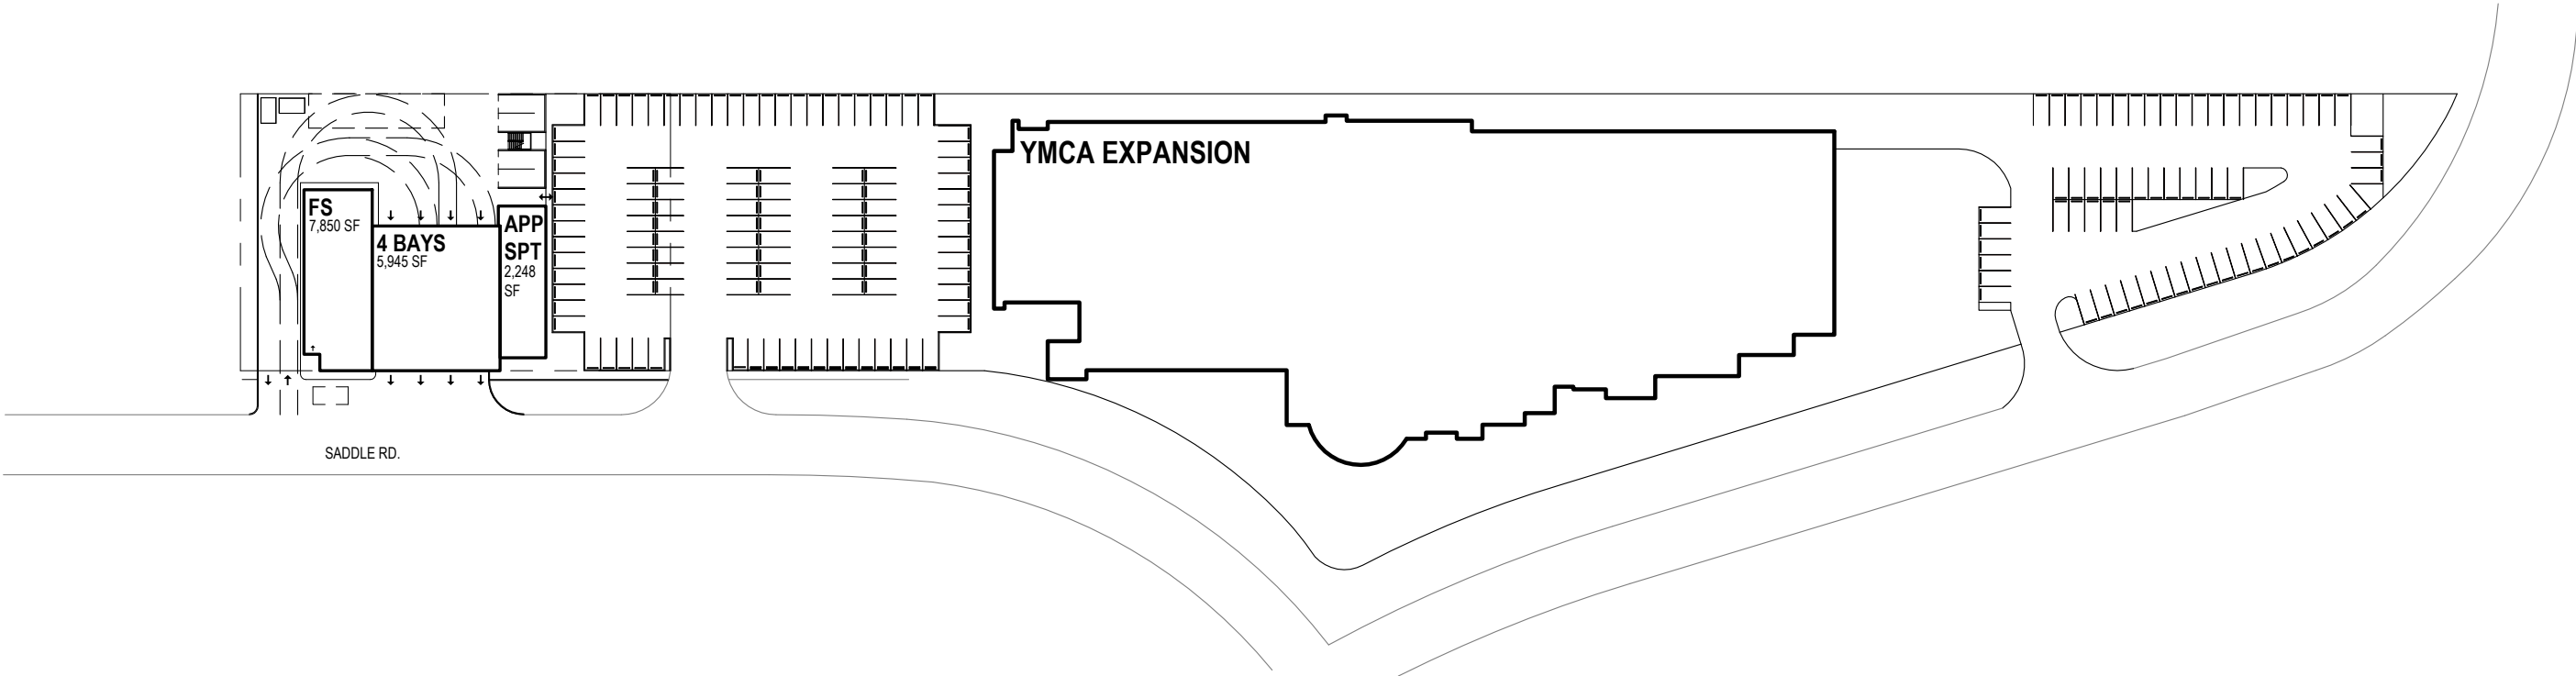 YMCA EXPANSION
FS
7,850 SF
4 BAYS
5,945 SF
APP
SPT
2,248
SF
SADDLE RD.